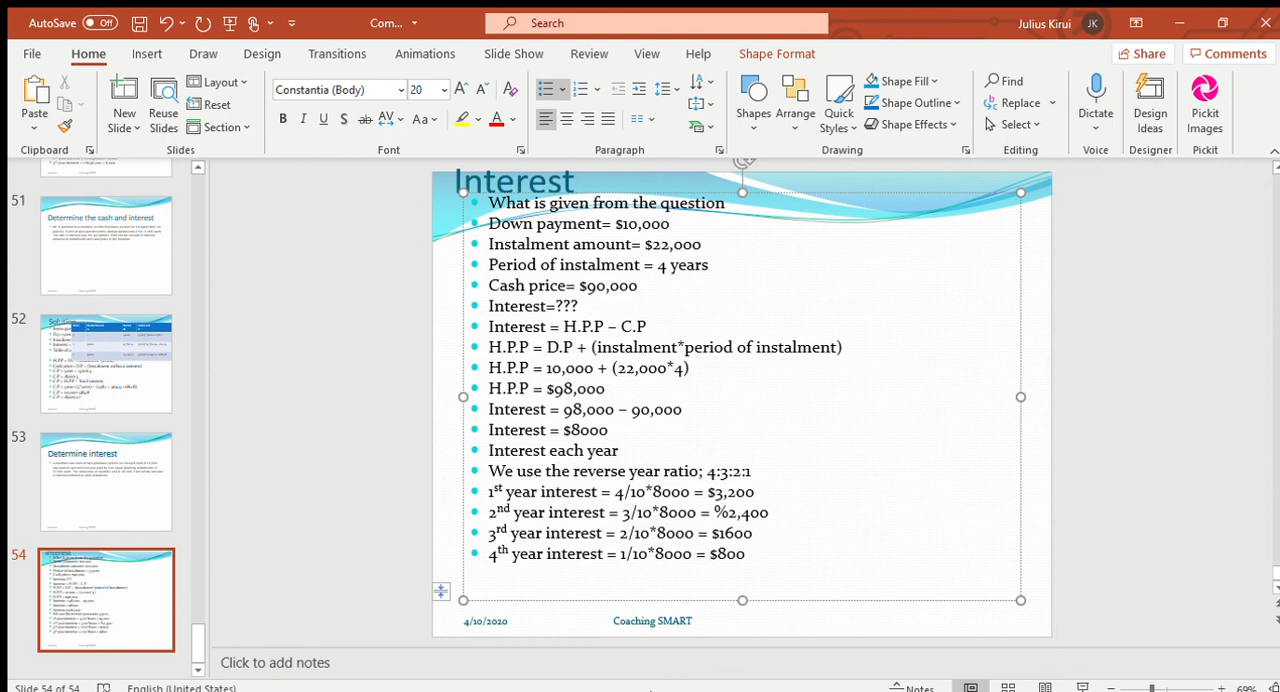 AutoSave Off Com... Search Julius Kirui JK
File Home Insert Draw Design Transitions Animations Slide Show Review View Help Shape Format Share Comments
Paste New Slide Reuse Slides Layout Reset Section Constantia (Body) 20 Shapes Arrange Quick Styles Shape Fill Shape Outline Shape Effects Find Replace Select Dictate Design Ideas Pickit Images
Clipboard Slides Font Paragraph Drawing Editing Voice Designer Pickit
51
Determine the cash and interest
52
53
Determine interest
54
Interest
What is given from the question
Down payment= $10,000
Instalment amount= $22,000
Period of instalment = 4 years
Cash price= $90,000
Interest=???
Interest = H.P.P – C.P
H.P.P = D.P + (instalment*period of instalment)
H.P.P = 10,000 + (22,000*4)
H.P.P = $98,000
Interest = 98,000 – 90,000
Interest = $8000
Interest each year
We use the reverse year ratio; 4:3:2:1
1st year interest = 4/10*8000 = $3,200
2nd year interest = 3/10*8000 = %2,400
3rd year interest = 2/10*8000 = $1600
4th year interest = 1/10*8000 = $800
4/10/2020 Coaching SMART
Click to add notes
Slide 54 of 54 English (United States) Notes 69%